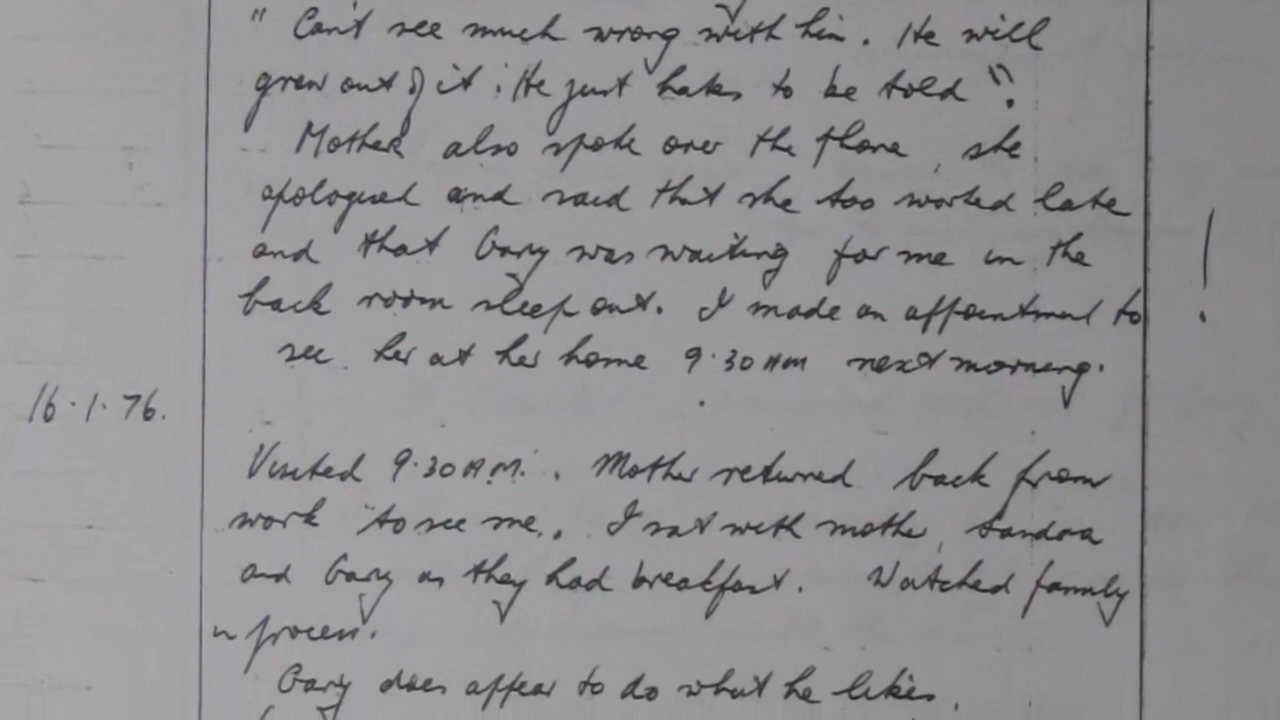 " Can't see much wrong with him. He will
grow out of it. He just hates to be told ".
Mother also spoke over the phone, she
apologised and said that she too worked late
and that Gary was waiting for me in the
back room sleep out. I made an appointment to
see her at her home 9.30 AM next morning.
!
16.1.76.
Visited 9.30 A.M. Mother returned back from
work to see me. I sat with mother, Sandra
and Gary as they had breakfast. Watched family
in process.
Gary does appear to do what he likes.